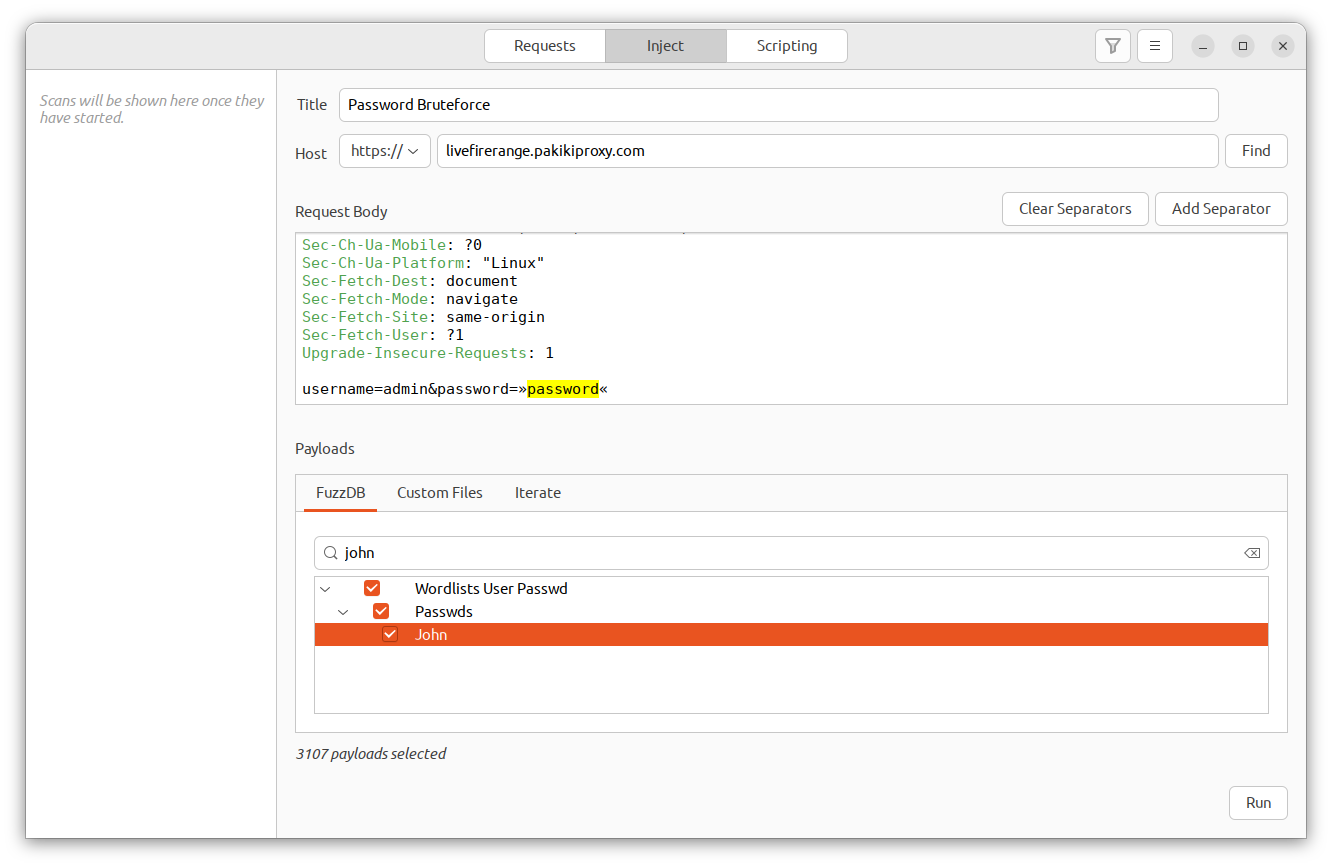 Requests Inject Scripting
Scans will be shown here once they
have started.
Title Password Bruteforce
Host https:// livefirerange.pakikiproxy.com Find
Request Body Clear Separators Add Separator
Sec-Ch-Ua-Mobile: ?0
Sec-Ch-Ua-Platform: "Linux"
Sec-Fetch-Dest: document
Sec-Fetch-Mode: navigate
Sec-Fetch-Site: same-origin
Sec-Fetch-User: ?1
Upgrade-Insecure-Requests: 1
username=admin&password=»password«
Payloads
FuzzDB Custom Files Iterate
john
Wordlists User Passwd
Passwds
John
3107 payloads selected
Run